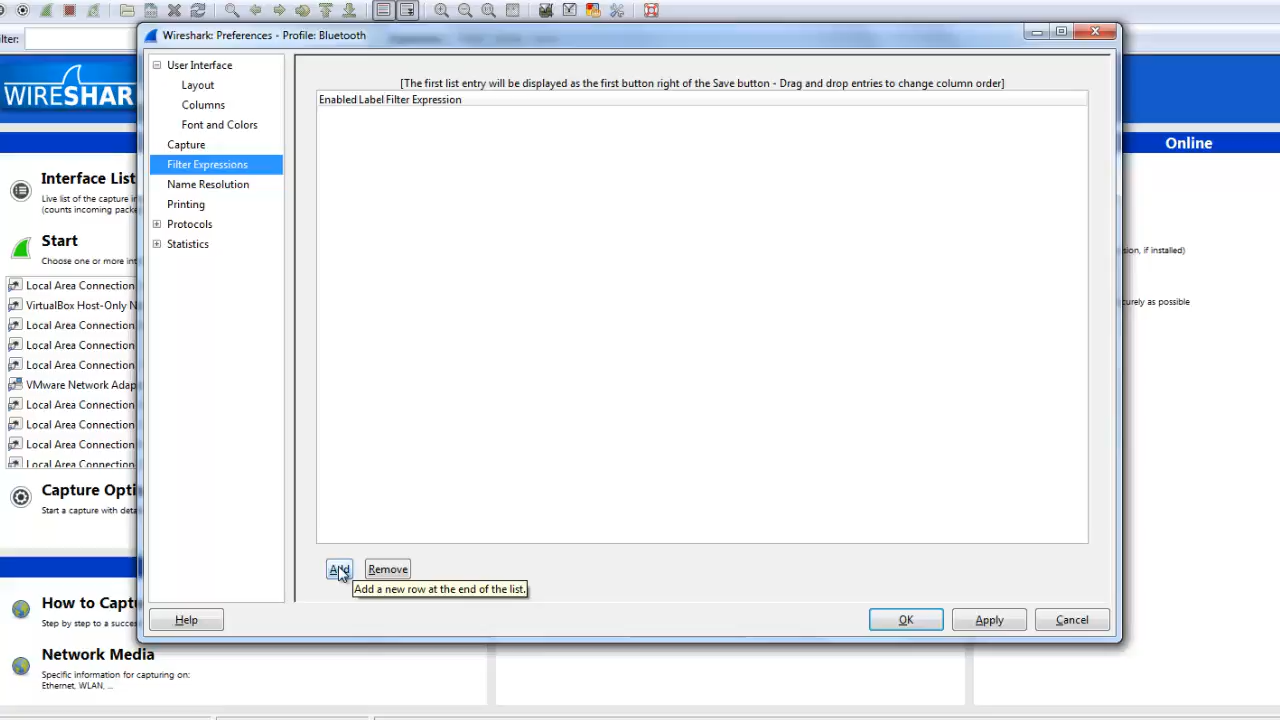 Wireshark: Preferences - Profile: Bluetooth
lter:
WIRESHAR
User Interface
Layout
Columns
Font and Colors
Capture
Filter Expressions
Name Resolution
Printing
Protocols
Statistics
[The first list entry will be displayed as the first button right of the Save button - Drag and drop entries to change column order]
Enabled Label Filter Expression
Add
Remove
Add a new row at the end of the list.
Help
OK
Apply
Cancel
Interface List
Live list of the capture in
(counts incoming packe
Start
Choose one or more int
Local Area Connection
VirtualBox Host-Only N
Local Area Connection
Local Area Connection
Local Area Connection
VMware Network Adap
Local Area Connection
Local Area Connection
Local Area Connection
Local Area Connection
Capture Opti
Start a capture with deta
How to Captu
Step by step to a succes
Network Media
Specific information for capturing on:
Ethernet, WLAN, ...
Online
sion, if installed)
urely as possible